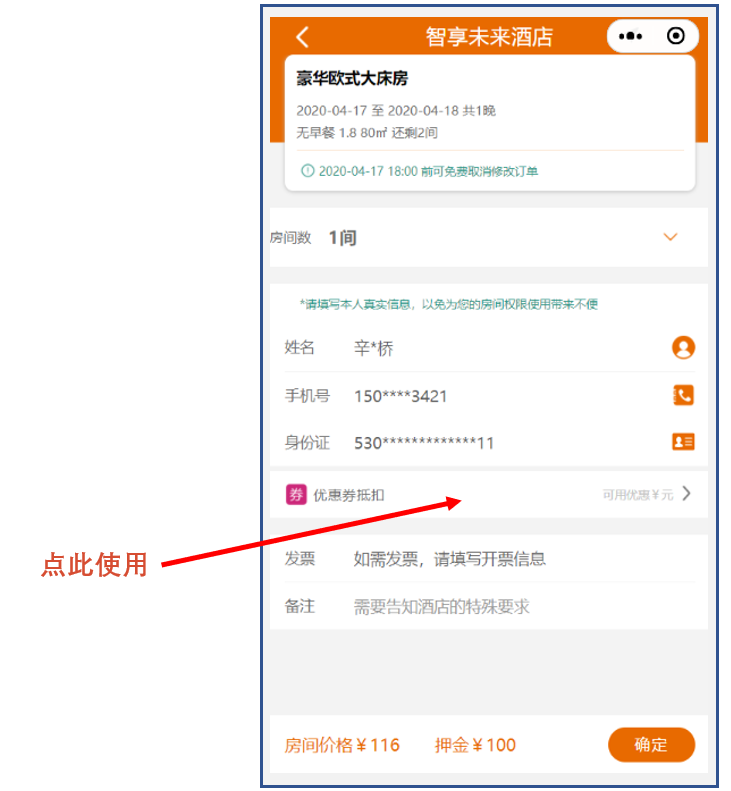 智享未来酒店
豪华欧式大床房
2020-04-17 至 2020-04-18 共1晚
无早餐 1.8 80㎡ 还剩2间
2020-04-17 18:00 前可免费取消修改订单
房间数 1间
*请填写本人真实信息，以免为您的房间权限使用带来不便
姓名 辛*桥
手机号 150****3421
身份证 530*************11
券 优惠券抵扣 可用优惠¥元
点此使用
发票 如需发票，请填写开票信息
备注 需要告知酒店的特殊要求
房间价格¥116 押金¥100 确定